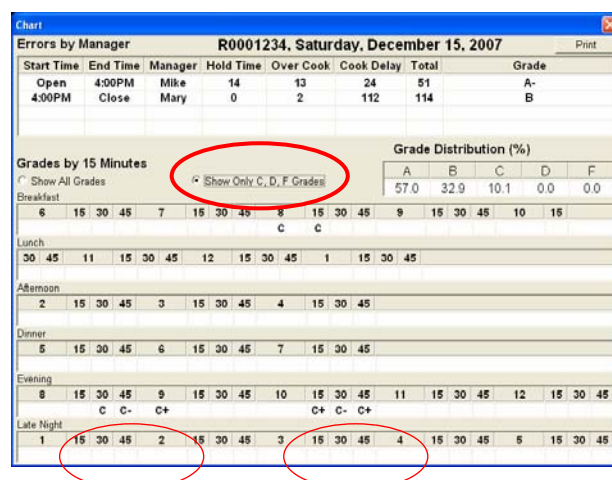 Chart
Errors by Manager R0001234, Saturday, December 15, 2007 Print
Start Time End Time Manager Hold Time Over Cook Cook Delay Total Grade
Open 4:00PM Mike 14 13 24 51 A-
4:00PM Close Mary 0 2 112 114 B
Grade Distribution (%)
Grades by 15 Minutes
A B C D F
Show All Grades Show Only C, D, F Grades
57.0 32.9 10.1 0.0 0.0
Breakfast
6 15 30 45 7 15 30 45 8 15 30 45 9 15 30 45 10 15
C C
Lunch
30 45 11 15 30 45 12 15 30 45 1 15 30 45
Afternoon
2 15 30 45 3 15 30 45 4 15 30 45
Dinner
5 15 30 45 6 15 30 45 7 15 30 45
Evening
8 15 30 45 9 15 30 45 10 15 30 45 11 15 30 45 12 15 30 45
C C- C+ C+ C- C+
Late Night
1 15 30 45 2 15 30 45 3 15 30 45 4 15 30 45 5 15 30 45